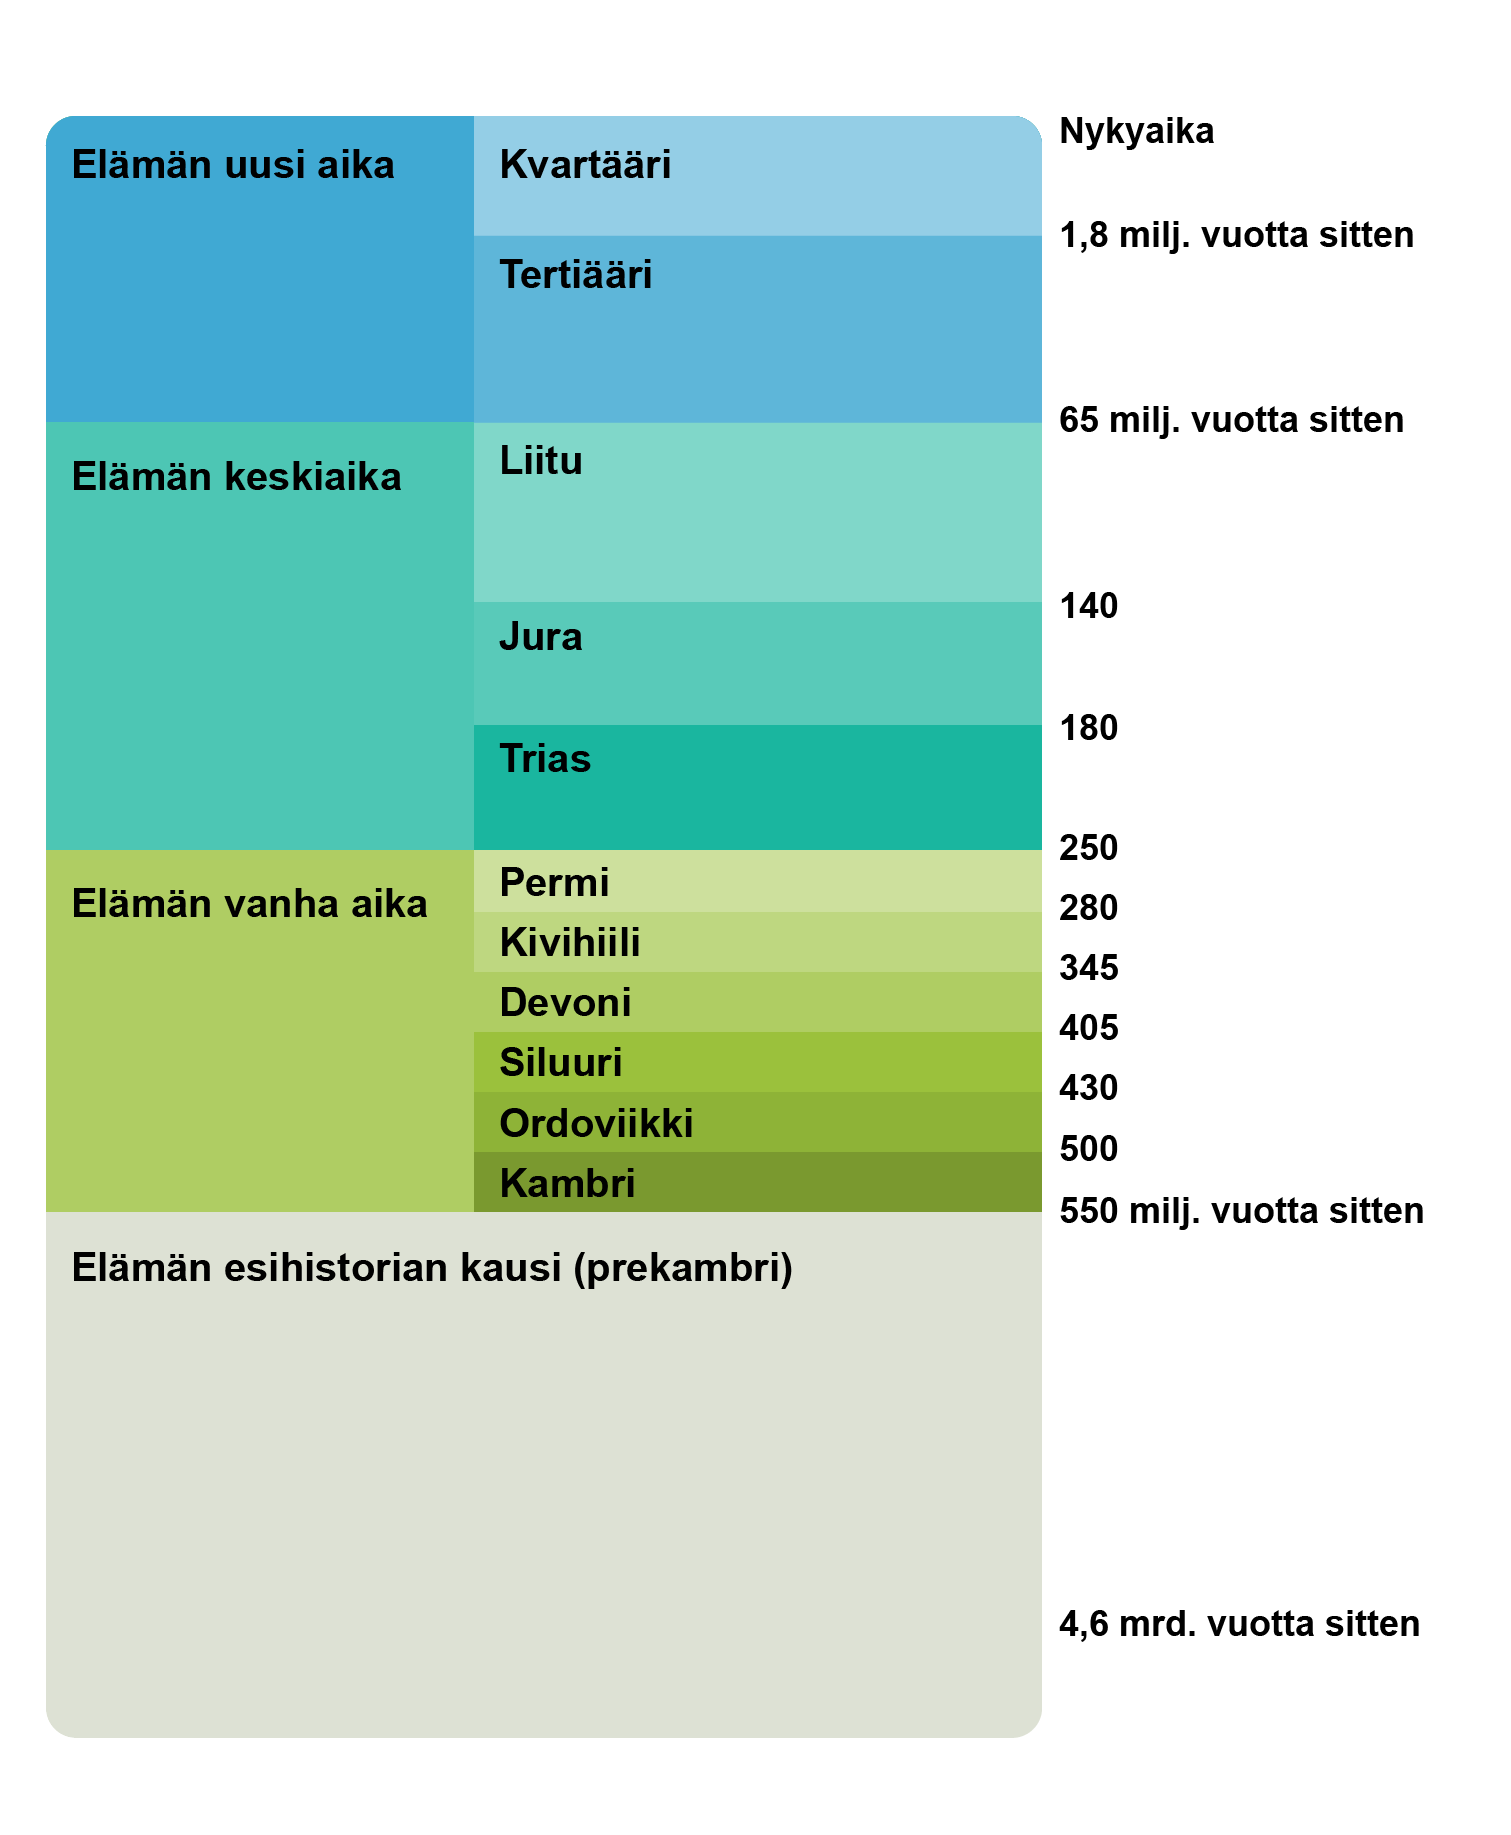 Nykyaika
Elämän uusi aika
Kvartääri
1,8 milj. vuotta sitten
Tertiääri
65 milj. vuotta sitten
Elämän keskiaika
Liitu
140
Jura
180
Trias
250
Elämän vanha aika
Permi
280
Kivihiili
345
Devoni
405
Siluuri
430
Ordoviikki
500
Kambri
550 milj. vuotta sitten
Elämän esihistorian kausi (prekambri)
4,6 mrd. vuotta sitten